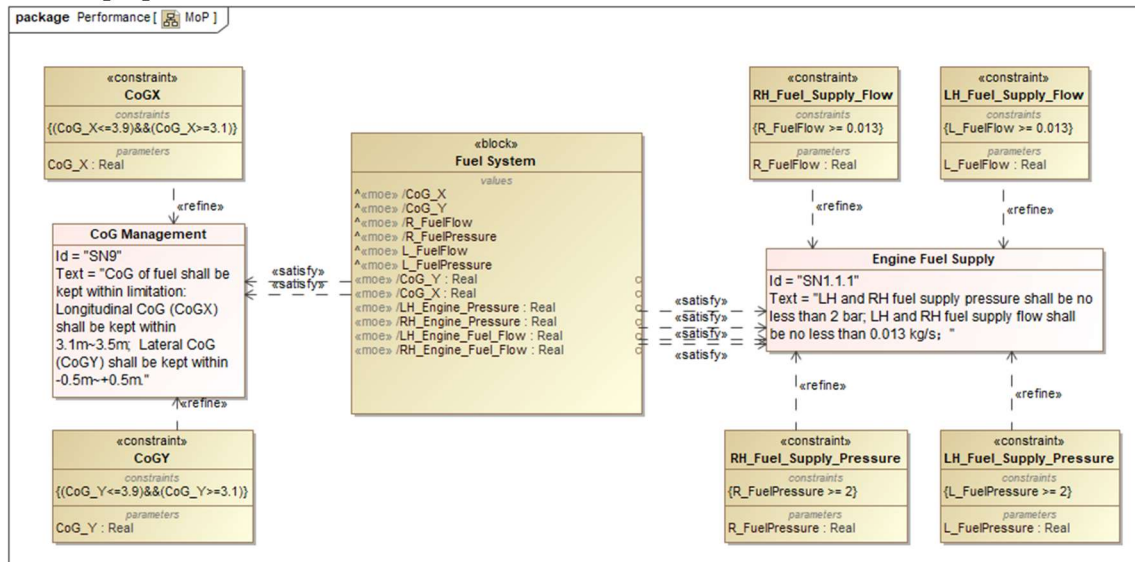 package Performance [ MoP ]
«constraint»
CoGX
constraints
{(CoG_X<=3.9)&&(CoG_X>=3.1)}
parameters
CoG_X : Real
«refine»
CoG Management
Id = "SN9"
Text = "CoG of fuel shall be
kept within limitation:
Longitudinal CoG (CoGX)
shall be kept within
3.1m~3.5m; Lateral CoG
(CoGY) shall be kept within
-0.5m~+0.5m."
«refine»
«constraint»
CoGY
constraints
{(CoG_Y<=3.9)&&(CoG_Y>=3.1)}
parameters
CoG_Y : Real
«satisfy»
«satisfy»
«block»
Fuel System
values
^«moe» /CoG_X
^«moe» /CoG_Y
^«moe» /R_FuelFlow
^«moe» /R_FuelPressure
^«moe» L_FuelFlow
^«moe» L_FuelPressure
«moe» /CoG_Y : Real
«moe» /CoG_X : Real
«moe» /LH_Engine_Pressure : Real
«moe» /RH_Engine_Pressure : Real
«moe» /LH_Engine_Fuel_Flow : Real
«moe» /RH_Engine_Fuel_Flow : Real
«satisfy»
«satisfy»
«satisfy»
«satisfy»
«constraint»
RH_Fuel_Supply_Flow
constraints
{R_FuelFlow >= 0.013}
parameters
R_FuelFlow : Real
«refine»
«constraint»
LH_Fuel_Supply_Flow
constraints
{L_FuelFlow >= 0.013}
parameters
L_FuelFlow : Real
«refine»
Engine Fuel Supply
Id = "SN1.1.1"
Text = "LH and RH fuel supply pressure shall be no
less than 2 bar; LH and RH fuel supply flow shall
be no less than 0.013 kg/s；"
«refine»
«refine»
«constraint»
RH_Fuel_Supply_Pressure
constraints
{R_FuelPressure >= 2}
parameters
R_FuelPressure : Real
«constraint»
LH_Fuel_Supply_Pressure
constraints
{L_FuelPressure >= 2}
parameters
L_FuelPressure : Real